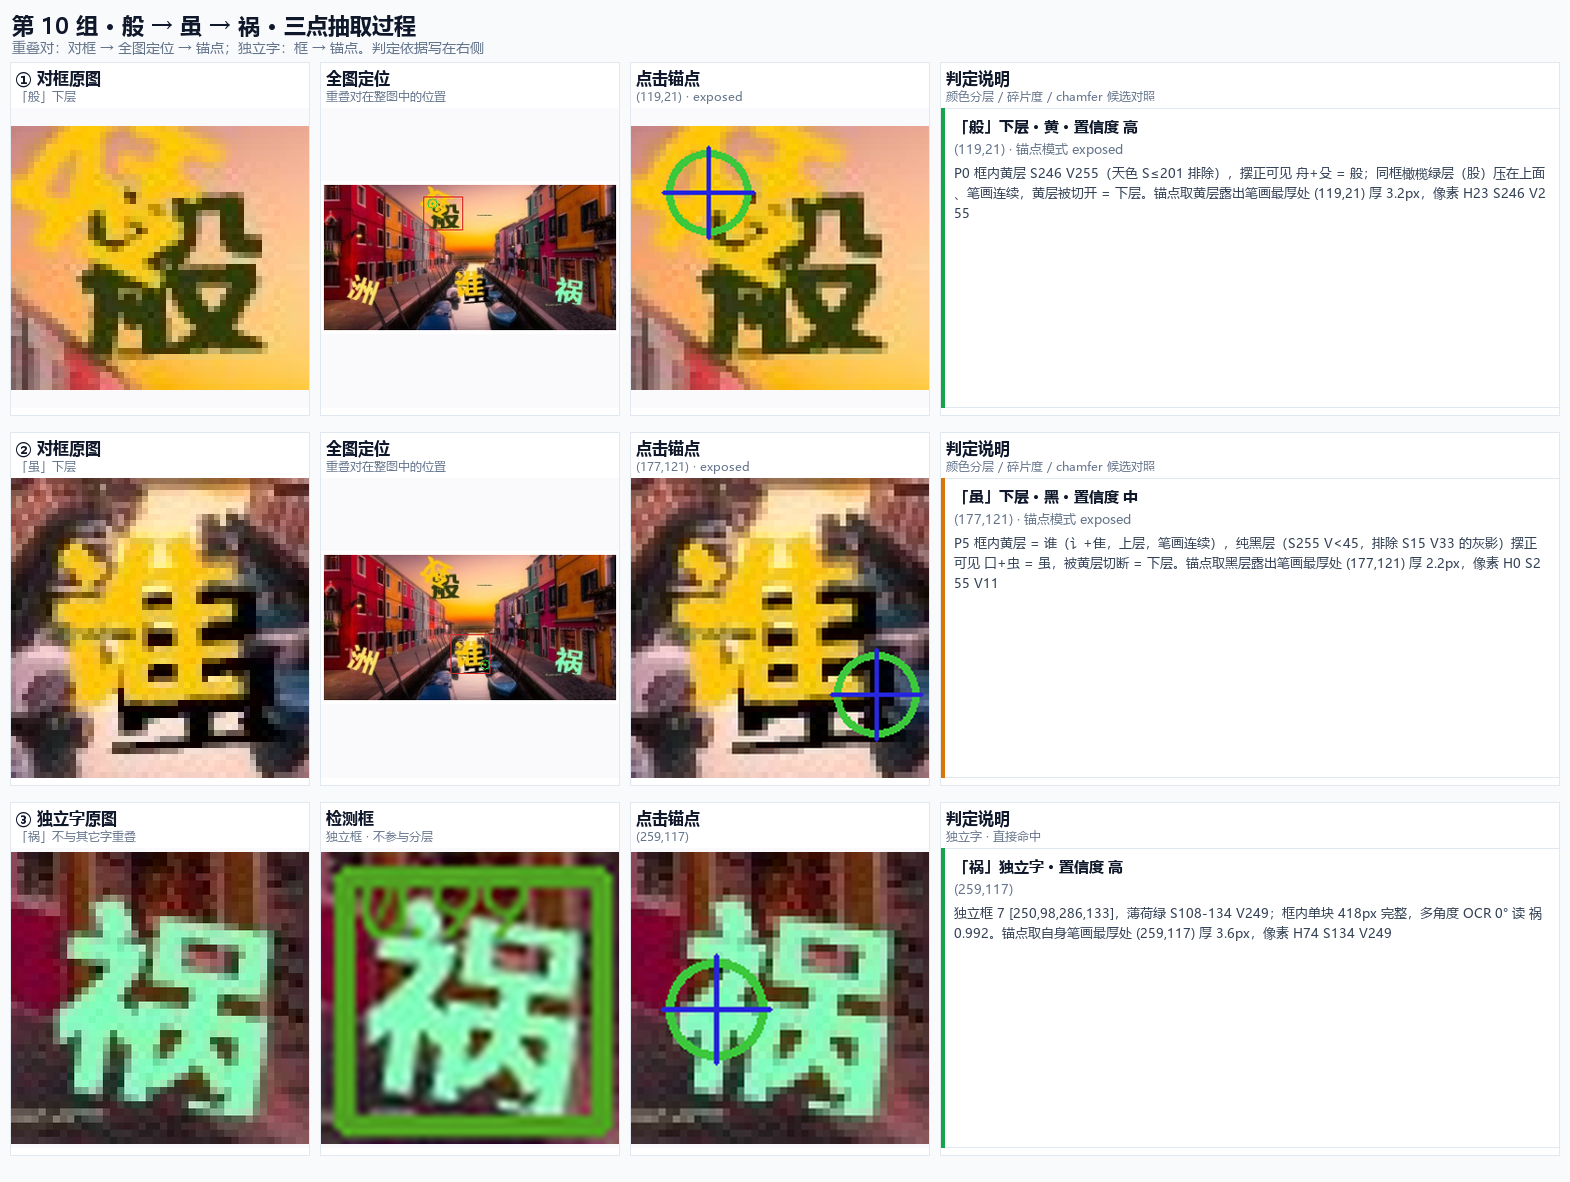 第 10 组 · 般 → 虽 → 祸 · 三点抽取过程
重叠对：对框 → 全图定位 → 锚点；独立字：框 → 锚点。判定依据写在右侧
① 对框原图
「般」下层
全图定位
重叠对在整图中的位置
点击锚点
(119,21) · exposed
判定说明
颜色分层 / 碎片度 / chamfer 候选对照
「般」下层 · 黄 · 置信度 高
(119,21) · 锚点模式 exposed
P0 框内黄层 S246 V255（天色 S≤201 排除），摆正可见 舟+殳 = 般；同框橄榄绿层（股）压在上面
、笔画连续，黄层被切开 = 下层。锚点取黄层露出笔画最厚处 (119,21) 厚 3.2px，像素 H23 S246 V2
55
股
洲
谁
祸
② 对框原图
「虽」下层
全图定位
重叠对在整图中的位置
点击锚点
(177,121) · exposed
判定说明
颜色分层 / 碎片度 / chamfer 候选对照
「虽」下层 · 黑 · 置信度 中
(177,121) · 锚点模式 exposed
P5 框内黄层 = 谁（讠+隹，上层，笔画连续），纯黑层（S255 V<45，排除 S15 V33 的灰影）摆正
可见 口+虫 = 虽，被黄层切断 = 下层。锚点取黑层露出笔画最厚处 (177,121) 厚 2.2px，像素 H0 S2
55 V11
股
洲
谁
祸
③ 独立字原图
「祸」不与其它字重叠
检测框
独立框 · 不参与分层
点击锚点
(259,117)
判定说明
独立字 · 直接命中
「祸」独立字 · 置信度 高
(259,117)
独立框 7 [250,98,286,133]，薄荷绿 S108-134 V249；框内单块 418px 完整，多角度 OCR 0° 读 祸
0.992。锚点取自身笔画最厚处 (259,117) 厚 3.6px，像素 H74 S134 V249
祸
祸
祸